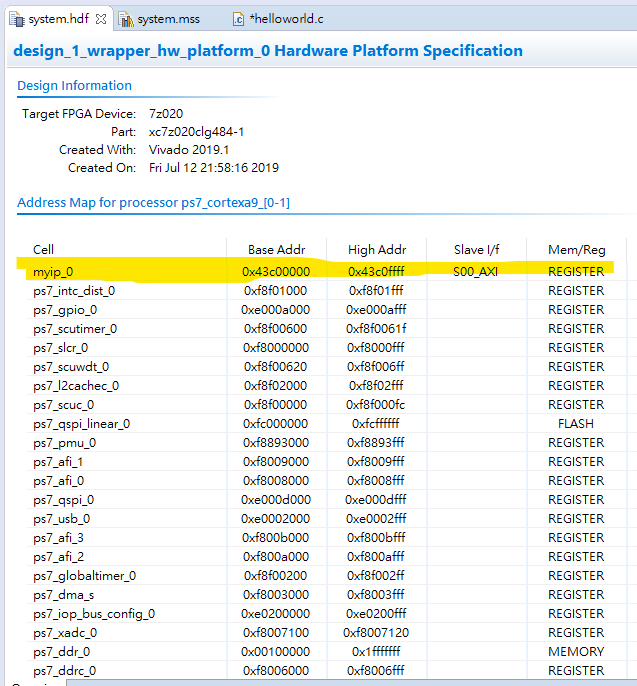 system.hdf system.mss *helloworld.c
design_1_wrapper_hw_platform_0 Hardware Platform Specification
Design Information
Target FPGA Device: 7z020
Part: xc7z020clg484-1
Created With: Vivado 2019.1
Created On: Fri Jul 12 21:58:16 2019
Address Map for processor ps7_cortexa9_[0-1]
Cell Base Addr High Addr Slave I/f Mem/Reg
myip_0 0x43c00000 0x43c0ffff S00_AXI REGISTER
ps7_intc_dist_0 0xf8f01000 0xf8f01fff REGISTER
ps7_gpio_0 0xe000a000 0xe000afff REGISTER
ps7_scutimer_0 0xf8f00600 0xf8f0061f REGISTER
ps7_slcr_0 0xf8000000 0xf8000fff REGISTER
ps7_scuwdt_0 0xf8f00620 0xf8f006ff REGISTER
ps7_l2cachec_0 0xf8f02000 0xf8f02fff REGISTER
ps7_scuc_0 0xf8f00000 0xf8f000fc REGISTER
ps7_qspi_linear_0 0xfc000000 0xfcffffff FLASH
ps7_pmu_0 0xf8893000 0xf8893fff REGISTER
ps7_afi_1 0xf8009000 0xf8009fff REGISTER
ps7_afi_0 0xf8008000 0xf8008fff REGISTER
ps7_qspi_0 0xe000d000 0xe000dfff REGISTER
ps7_usb_0 0xe0002000 0xe0002fff REGISTER
ps7_afi_3 0xf800b000 0xf800bfff REGISTER
ps7_afi_2 0xf800a000 0xf800afff REGISTER
ps7_globaltimer_0 0xf8f00200 0xf8f002ff REGISTER
ps7_dma_s 0xf8003000 0xf8003fff REGISTER
ps7_iop_bus_config_0 0xe0200000 0xe0200fff REGISTER
ps7_xadc_0 0xf8007100 0xf8007120 REGISTER
ps7_ddr_0 0x00100000 0x1fffffff MEMORY
ps7_ddrc_0 0xf8006000 0xf8006fff REGISTER